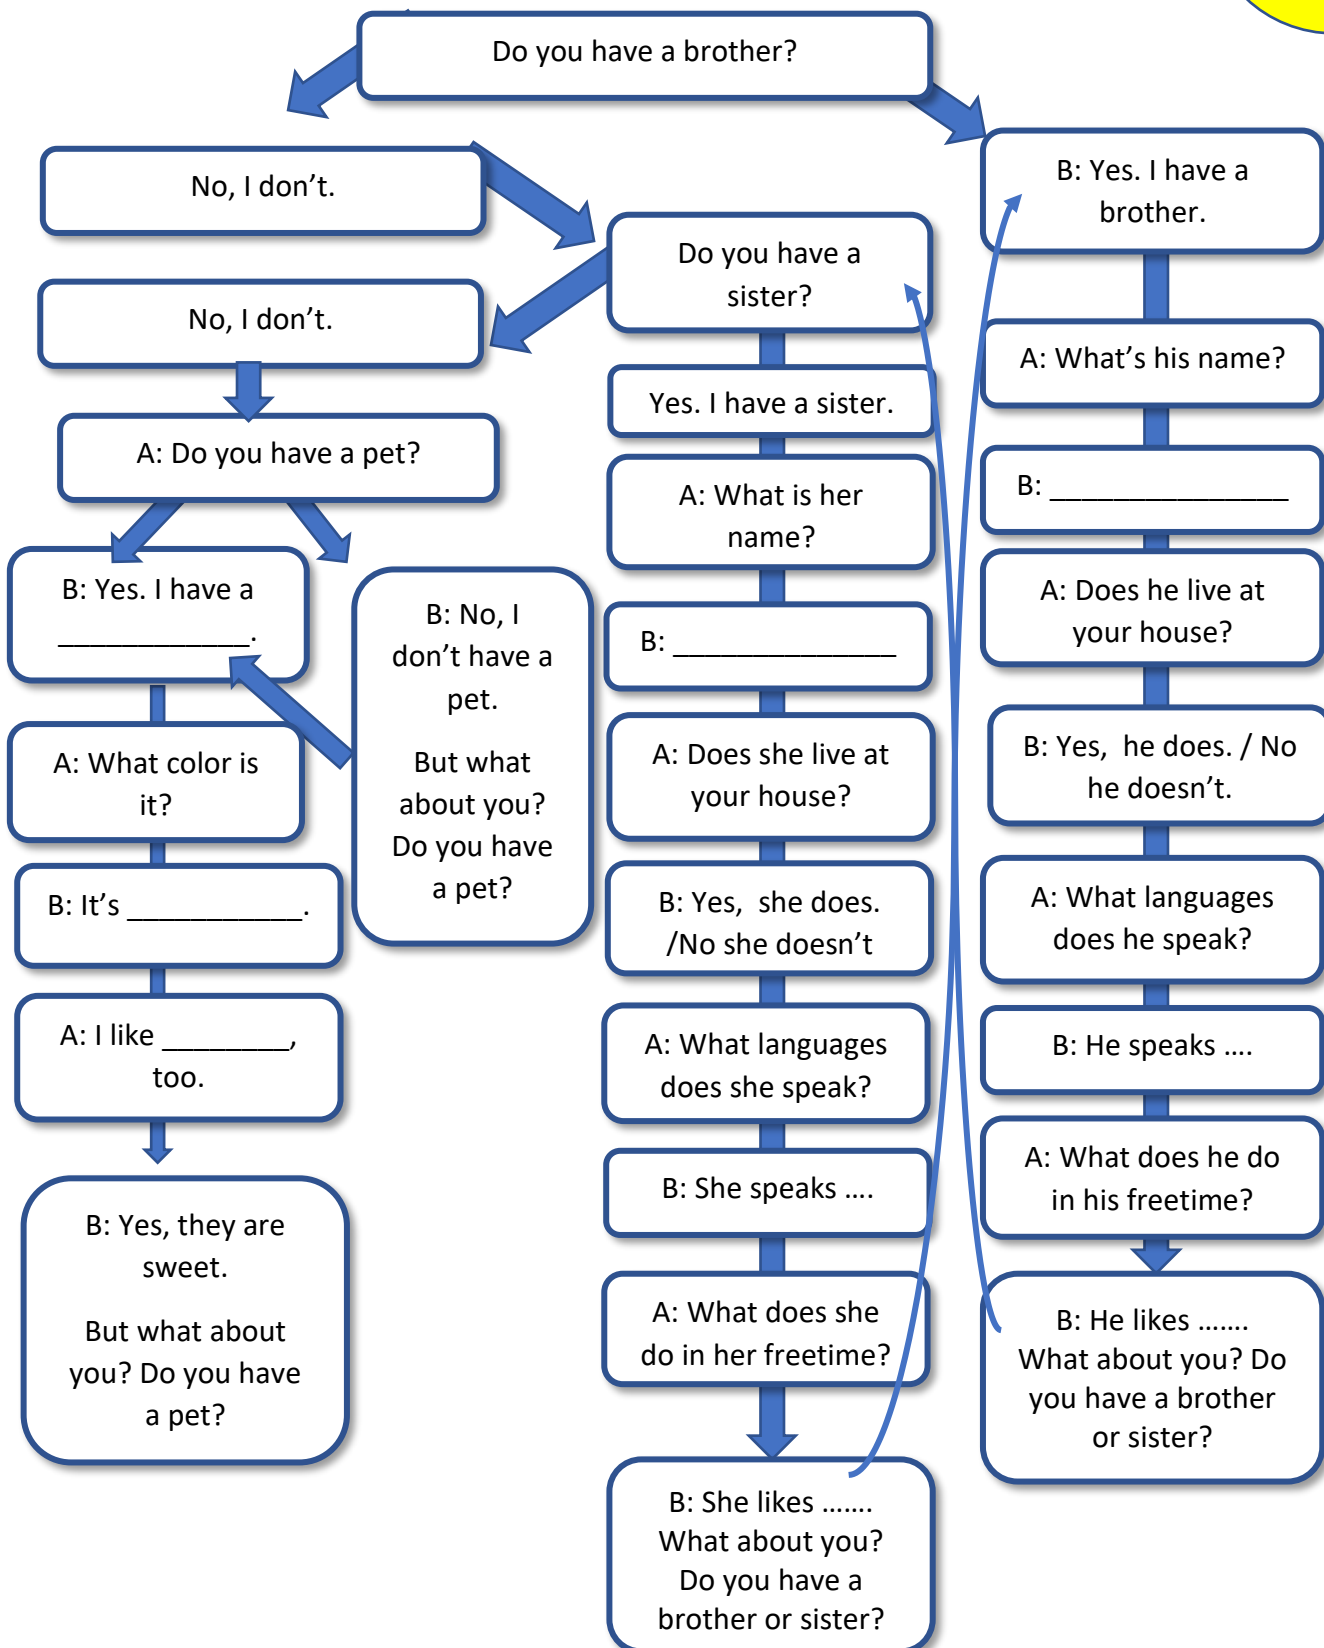 Do you have a brother?
No, I don’t.
No, I don’t.
A: Do you have a pet?
B: Yes. I have a
____________.
A: What color is
it?
B: It’s ___________.
A: I like ________,
too.
B: Yes, they are
sweet.
But what about
you? Do you have
a pet?
B: No, I
don’t have a
pet.
But what
about you?
Do you have
a pet?
Do you have a
sister?
Yes. I have a sister.
A: What is her
name?
B: ______________
A: Does she live at
your house?
B: Yes,  she does.
/No she doesn’t
A: What languages
does she speak?
B: She speaks ….
A: What does she
do in her freetime?
B: She likes …….
What about you?
Do you have a
brother or sister?
B: Yes. I have a
brother.
A: What’s his name?
B: _______________
A: Does he live at
your house?
B: Yes,  he does. / No
he doesn’t.
A: What languages
does he speak?
B: He speaks ….
A: What does he do
in his freetime?
B: He likes …….
What about you? Do
you have a brother
or sister?